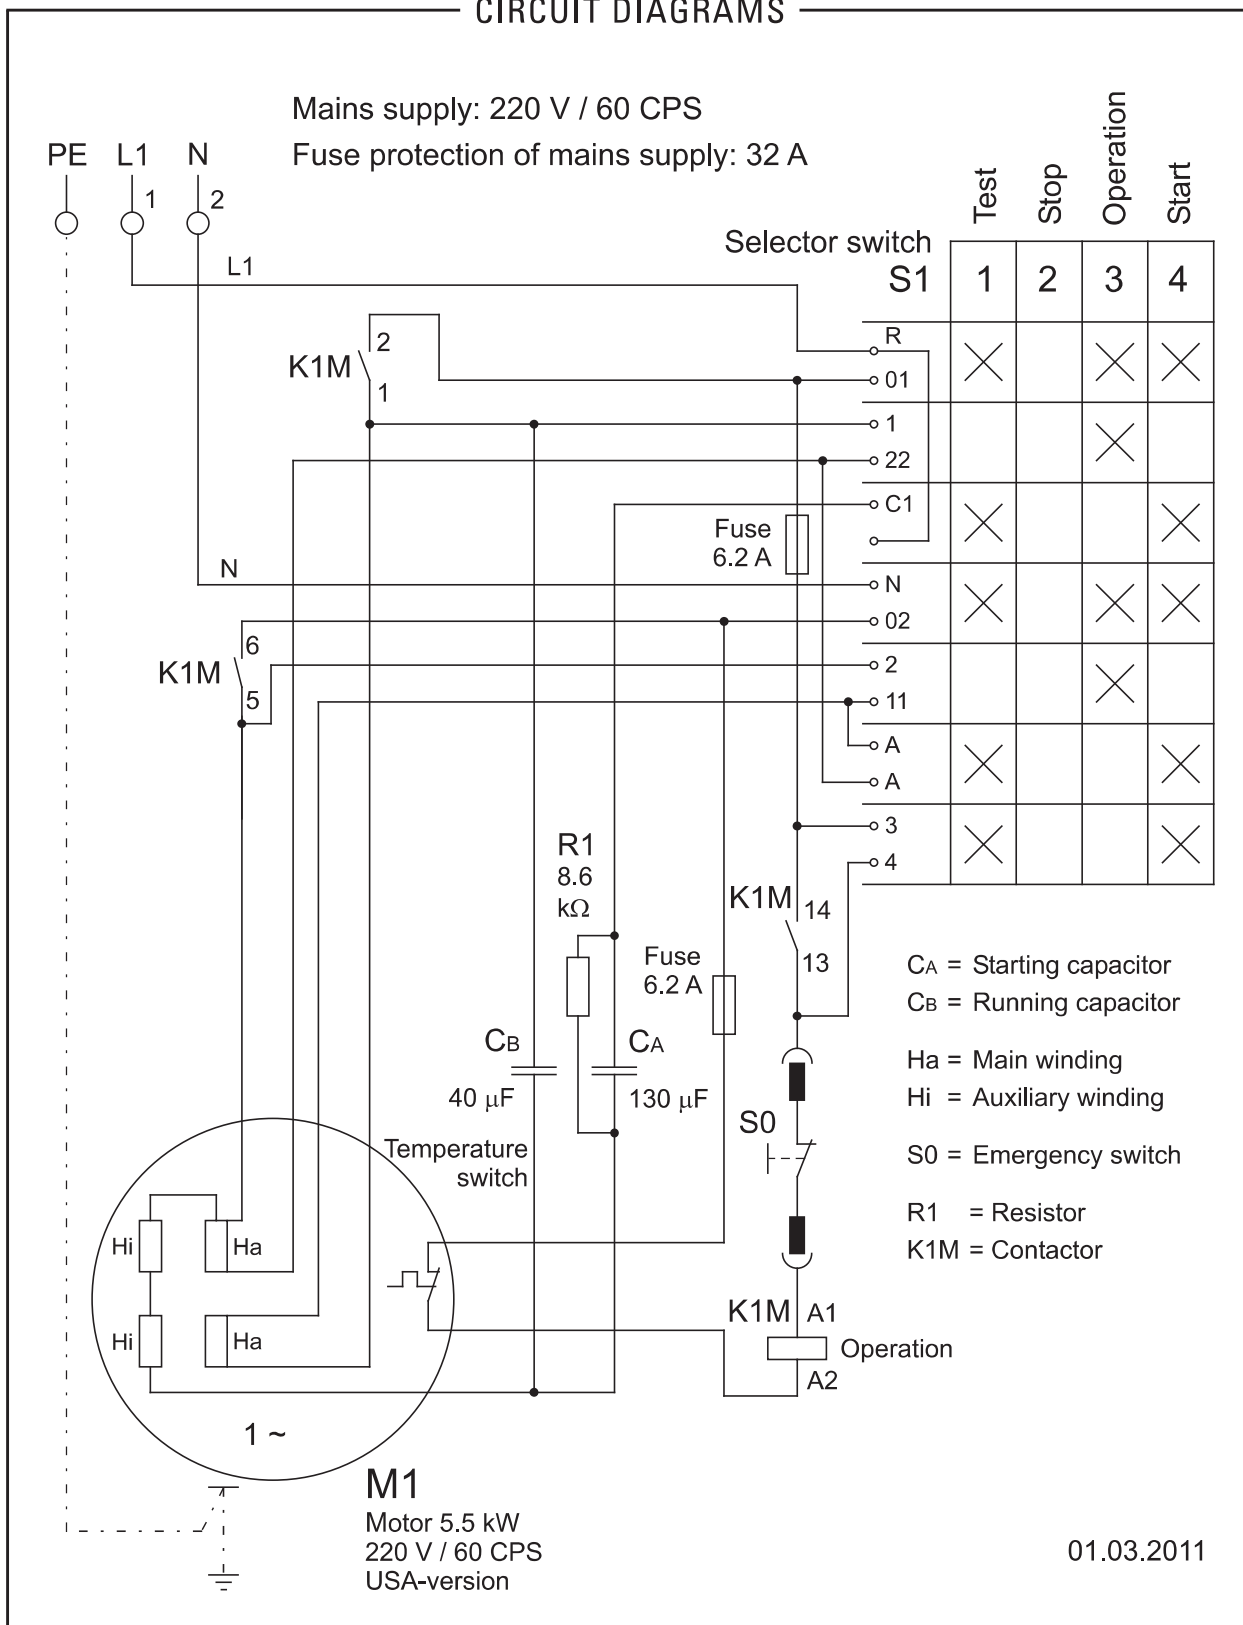 CIRCUIT DIAGRAMS
Mains supply: 220 V / 60 CPS
Fuse protection of mains supply: 32 A
PE L1 N
1 2
Test Stop Operation Start
Selector switch
S1 1 2 3 4
L1
R
01
1
22
C1
N
02
2
11
A
A
3
4
2
K1M
1
Fuse
6.2 A
N
6
K1M
5
R1
8.6
kΩ
K1M 14
13
Fuse
6.2 A
CB
40 µF
CA
130 µF
S0
Temperature
switch
Hi Ha
Hi Ha
K1M A1
Operation
A2
1 ~
CA = Starting capacitor
CB = Running capacitor
Ha = Main winding
Hi = Auxiliary winding
S0 = Emergency switch
R1 = Resistor
K1M = Contactor
M1
Motor 5.5 kW
220 V / 60 CPS
USA-version
01.03.2011